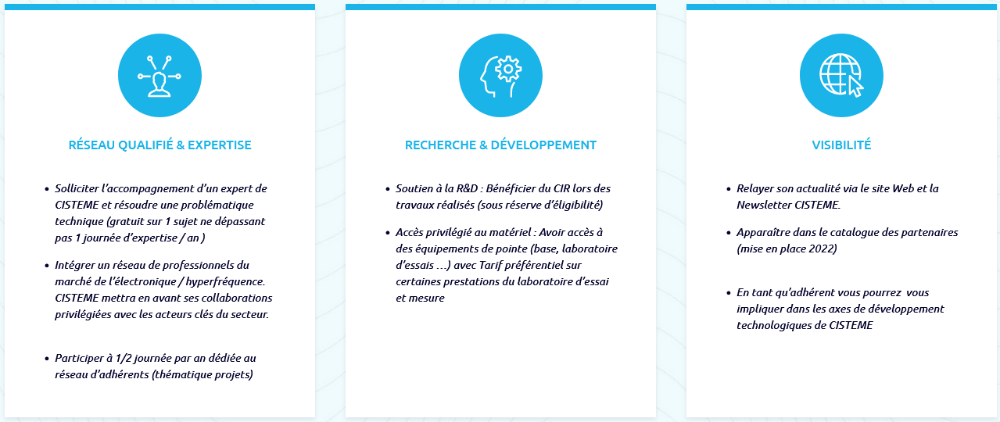 RÉSEAU QUALIFIÉ & EXPERTISE
• Solliciter l’accompagnement d’un expert de
CISTEME et résoudre une problématique
technique (gratuit sur 1 sujet ne dépassant
pas 1 journée d’expertise / an )
• Intégrer un réseau de professionnels du
marché de l’électronique / hyperfréquence.
CISTEME mettra en avant ses collaborations
privilégiées avec les acteurs clés du secteur.
• Participer à 1/2 journée par an dédiée au
réseau d’adhérents (thématique projets)
RECHERCHE & DÉVELOPPEMENT
• Soutien à la R&D : Bénéficier du CIR lors des
travaux réalisés (sous réserve d’éligibilité)
• Accès privilégié au matériel : Avoir accès à
des équipements de pointe (base, laboratoire
d’essais …) avec Tarif préférentiel sur
certaines prestations du laboratoire d’essai
et mesure
VISIBILITÉ
• Relayer son actualité via le site Web et la
Newsletter CISTEME.
• Apparaître dans le catalogue des partenaires
(mise en place 2022)
• En tant qu’adhérent vous pourrez  vous
impliquer dans les axes de développement
technologiques de CISTEME